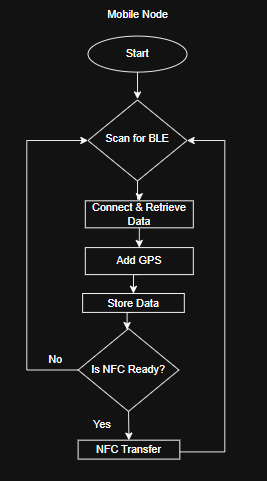 Mobile Node
Start
Scan for BLE
Connect & Retrieve
Data
Add GPS
Store Data
Is NFC Ready?
No
Yes
NFC Transfer